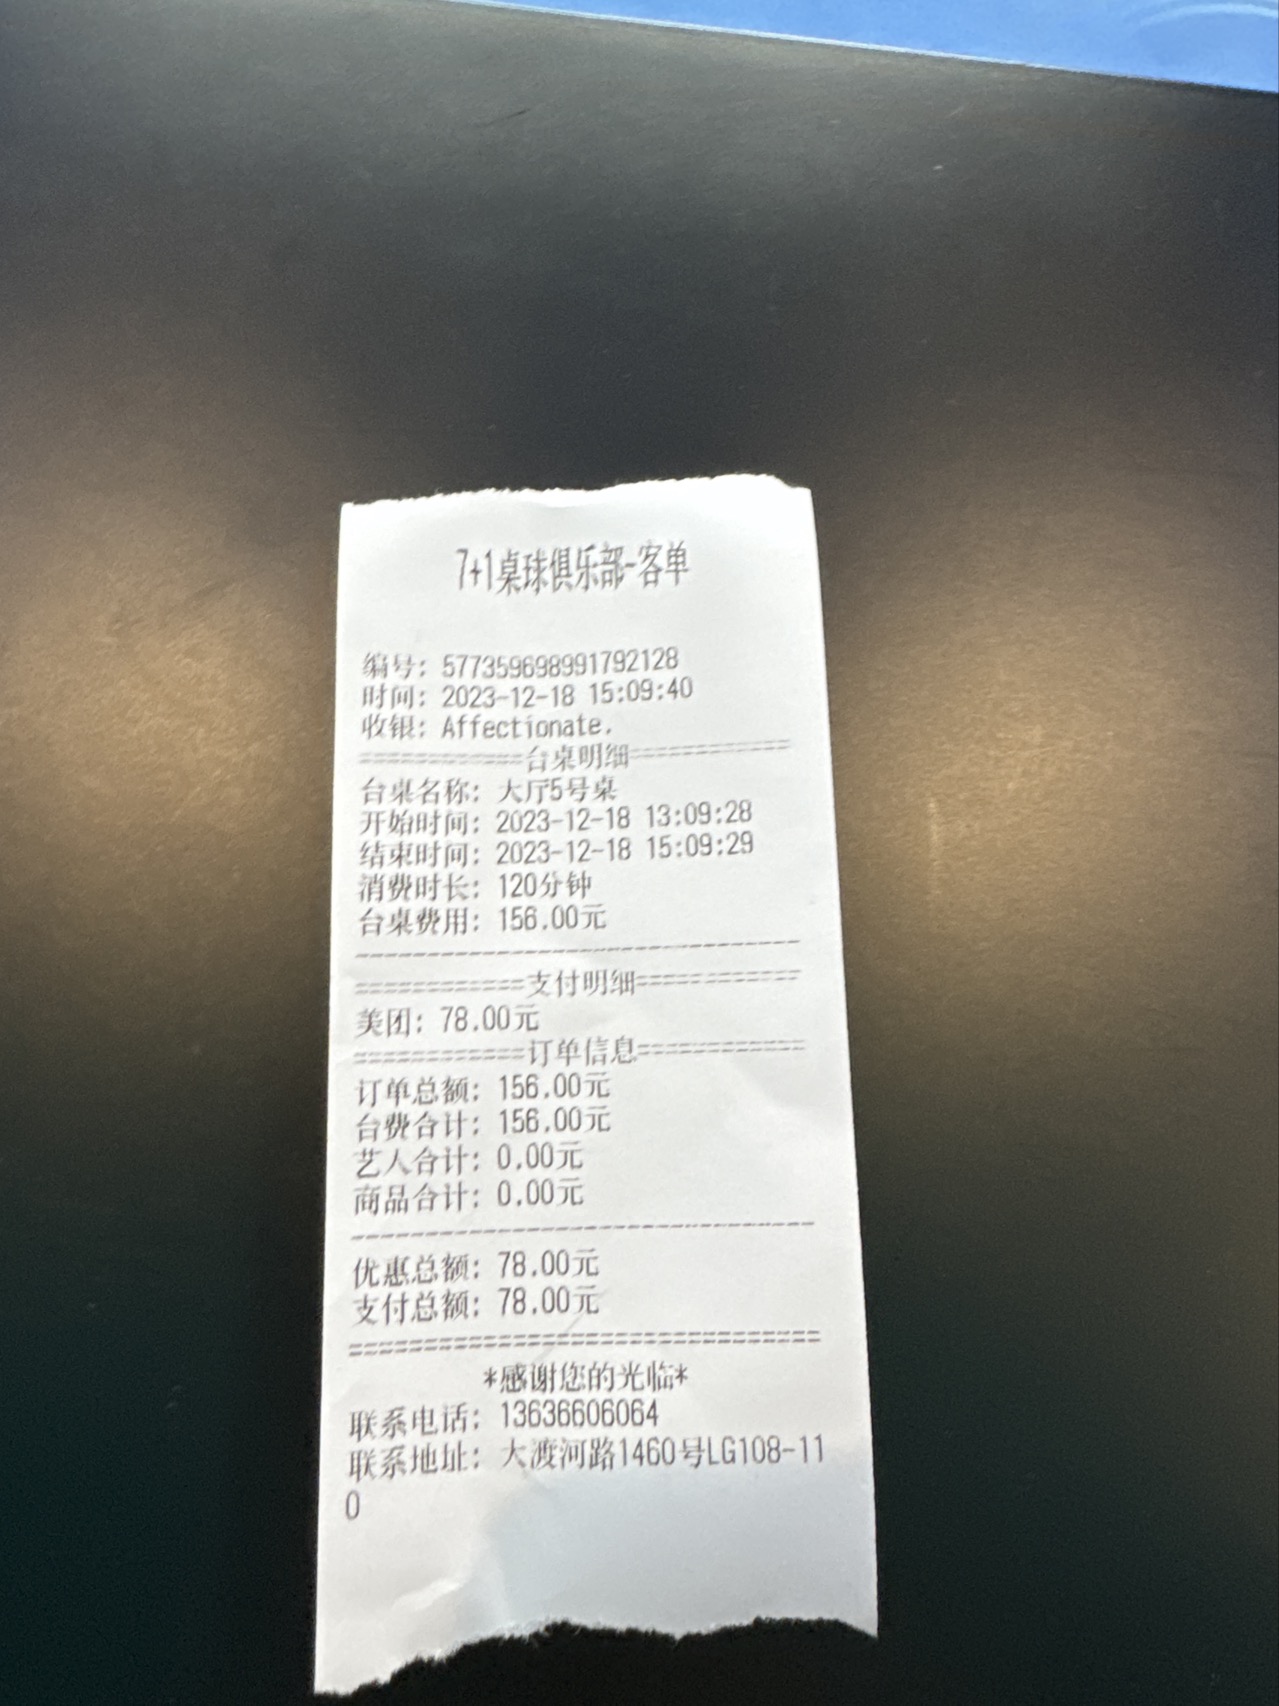 7+1桌球俱乐部-客单
编号: 577359698991792128
时间: 2023-12-18 15:09:40
收银: Affectionate.
============台桌明细============
台桌名称: 大厅5号桌
开始时间: 2023-12-18 13:09:28
结束时间: 2023-12-18 15:09:29
消费时长: 120分钟
台桌费用: 156.00元
--------------------------------
============支付明细============
美团: 78.00元
============订单信息============
订单总额: 156.00元
台费合计: 156.00元
艺人合计: 0.00元
商品合计: 0.00元
--------------------------------
优惠总额: 78.00元
支付总额: 78.00元
================================
*感谢您的光临*
联系电话: 13636606064
联系地址: 大渡河路1460号LG108-11
0